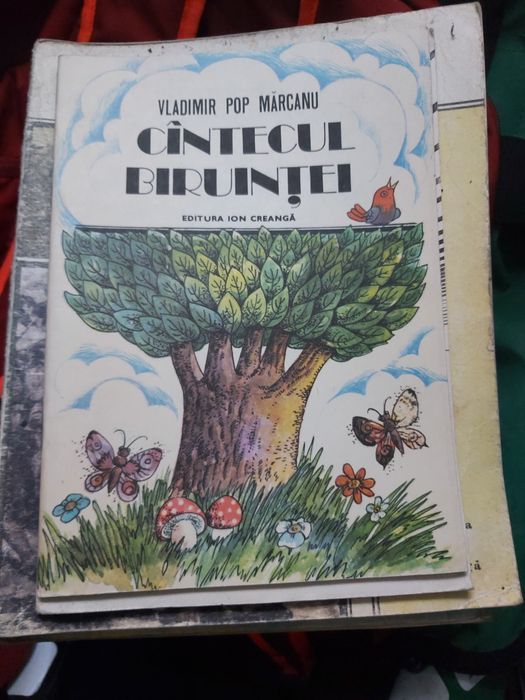 VLADIMIR POP MĂRCANU
CÎNTECUL
BIRUINȚEI
EDITURA ION CREANGĂ